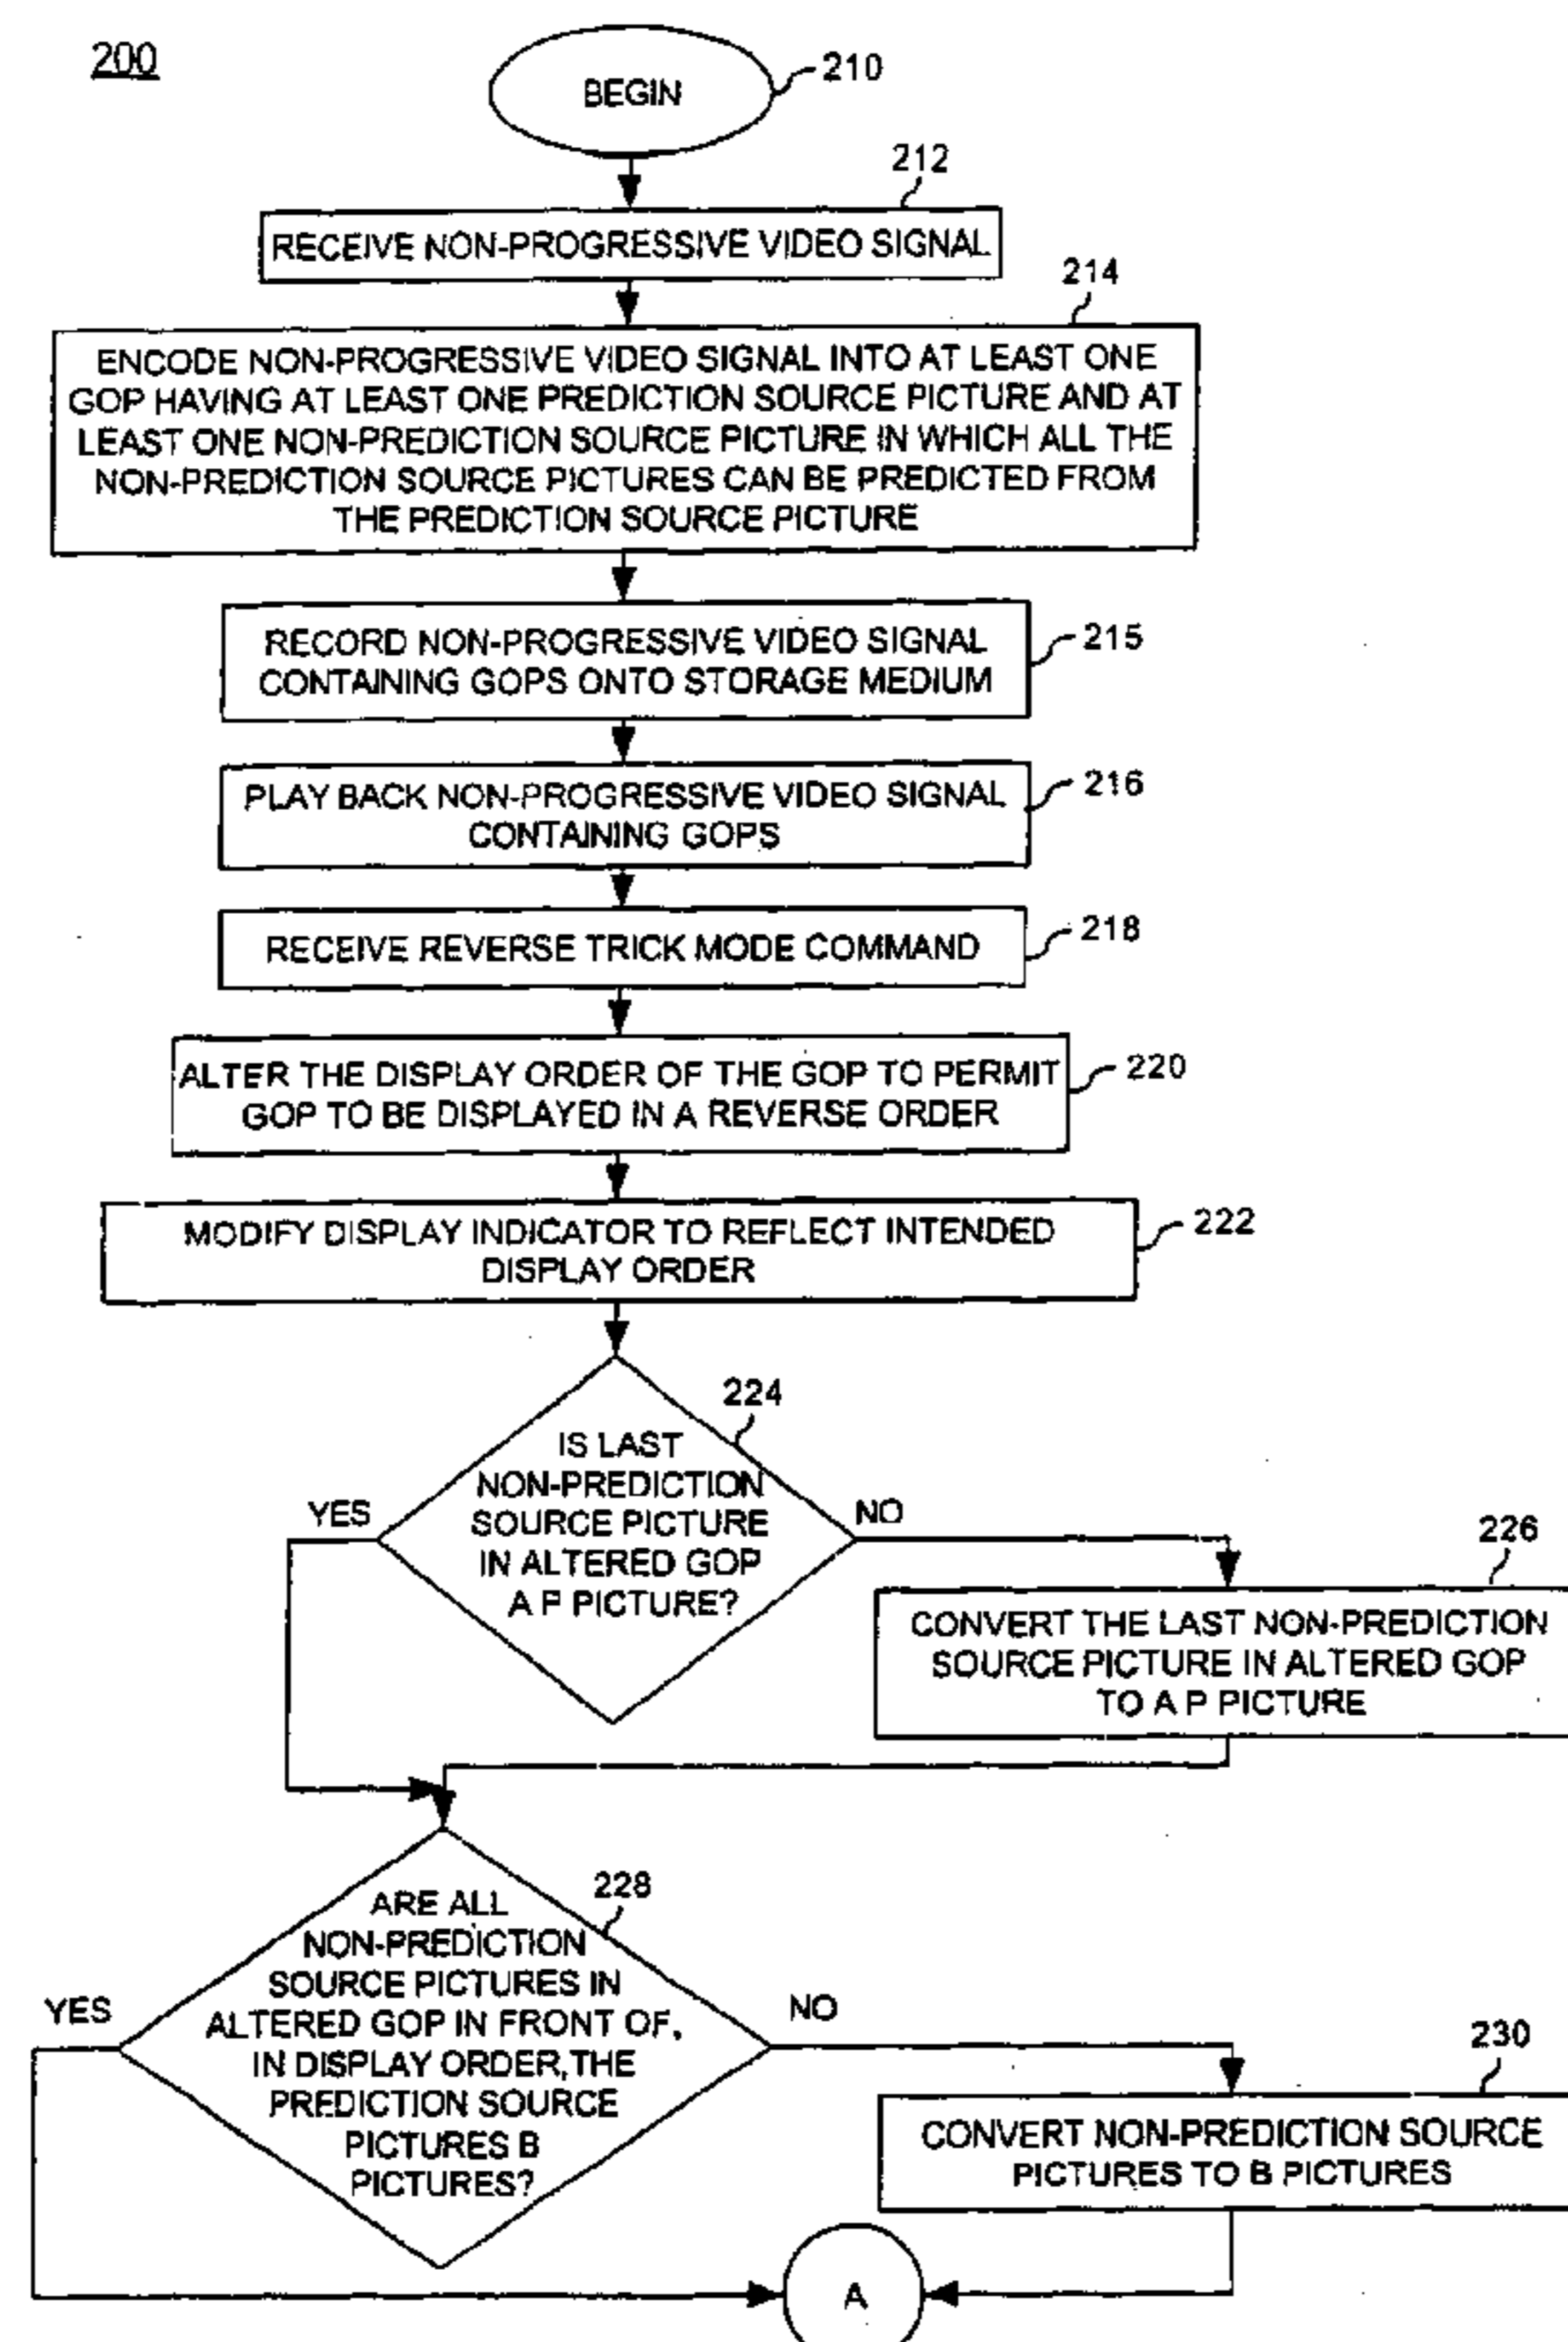 200
BEGIN
210
212
RECEIVE NON-PROGRESSIVE VIDEO SIGNAL
214
ENCODE NON-PROGRESSIVE VIDEO SIGNAL INTO AT LEAST ONE
GOP HAVING AT LEAST ONE PREDICTION SOURCE PICTURE AND AT
LEAST ONE NON-PREDICTION SOURCE PICTURE IN WHICH ALL THE
NON-PREDICTION SOURCE PICTURES CAN BE PREDICTED FROM
THE PREDICTION SOURCE PICTURE
RECORD NON-PROGRESSIVE VIDEO SIGNAL
CONTAINING GOPS ONTO STORAGE MEDIUM
215
PLAY BACK NON-PROGRESSIVE VIDEO SIGNAL
CONTAINING GOPS
216
RECEIVE REVERSE TRICK MODE COMMAND
218
ALTER THE DISPLAY ORDER OF THE GOP TO PERMIT
GOP TO BE DISPLAYED IN A REVERSE ORDER
220
MODIFY DISPLAY INDICATOR TO REFLECT INTENDED
DISPLAY ORDER
222
224
IS LAST
NON-PREDICTION
SOURCE PICTURE
IN ALTERED GOP
A P PICTURE?
YES
NO
226
CONVERT THE LAST NON-PREDICTION
SOURCE PICTURE IN ALTERED GOP
TO A P PICTURE
228
ARE ALL
NON-PREDICTION
SOURCE PICTURES IN
ALTERED GOP IN FRONT OF,
IN DISPLAY ORDER, THE
PREDICTION SOURCE
PICTURES B
PICTURES?
YES
NO
230
CONVERT NON-PREDICTION SOURCE
PICTURES TO B PICTURES
A